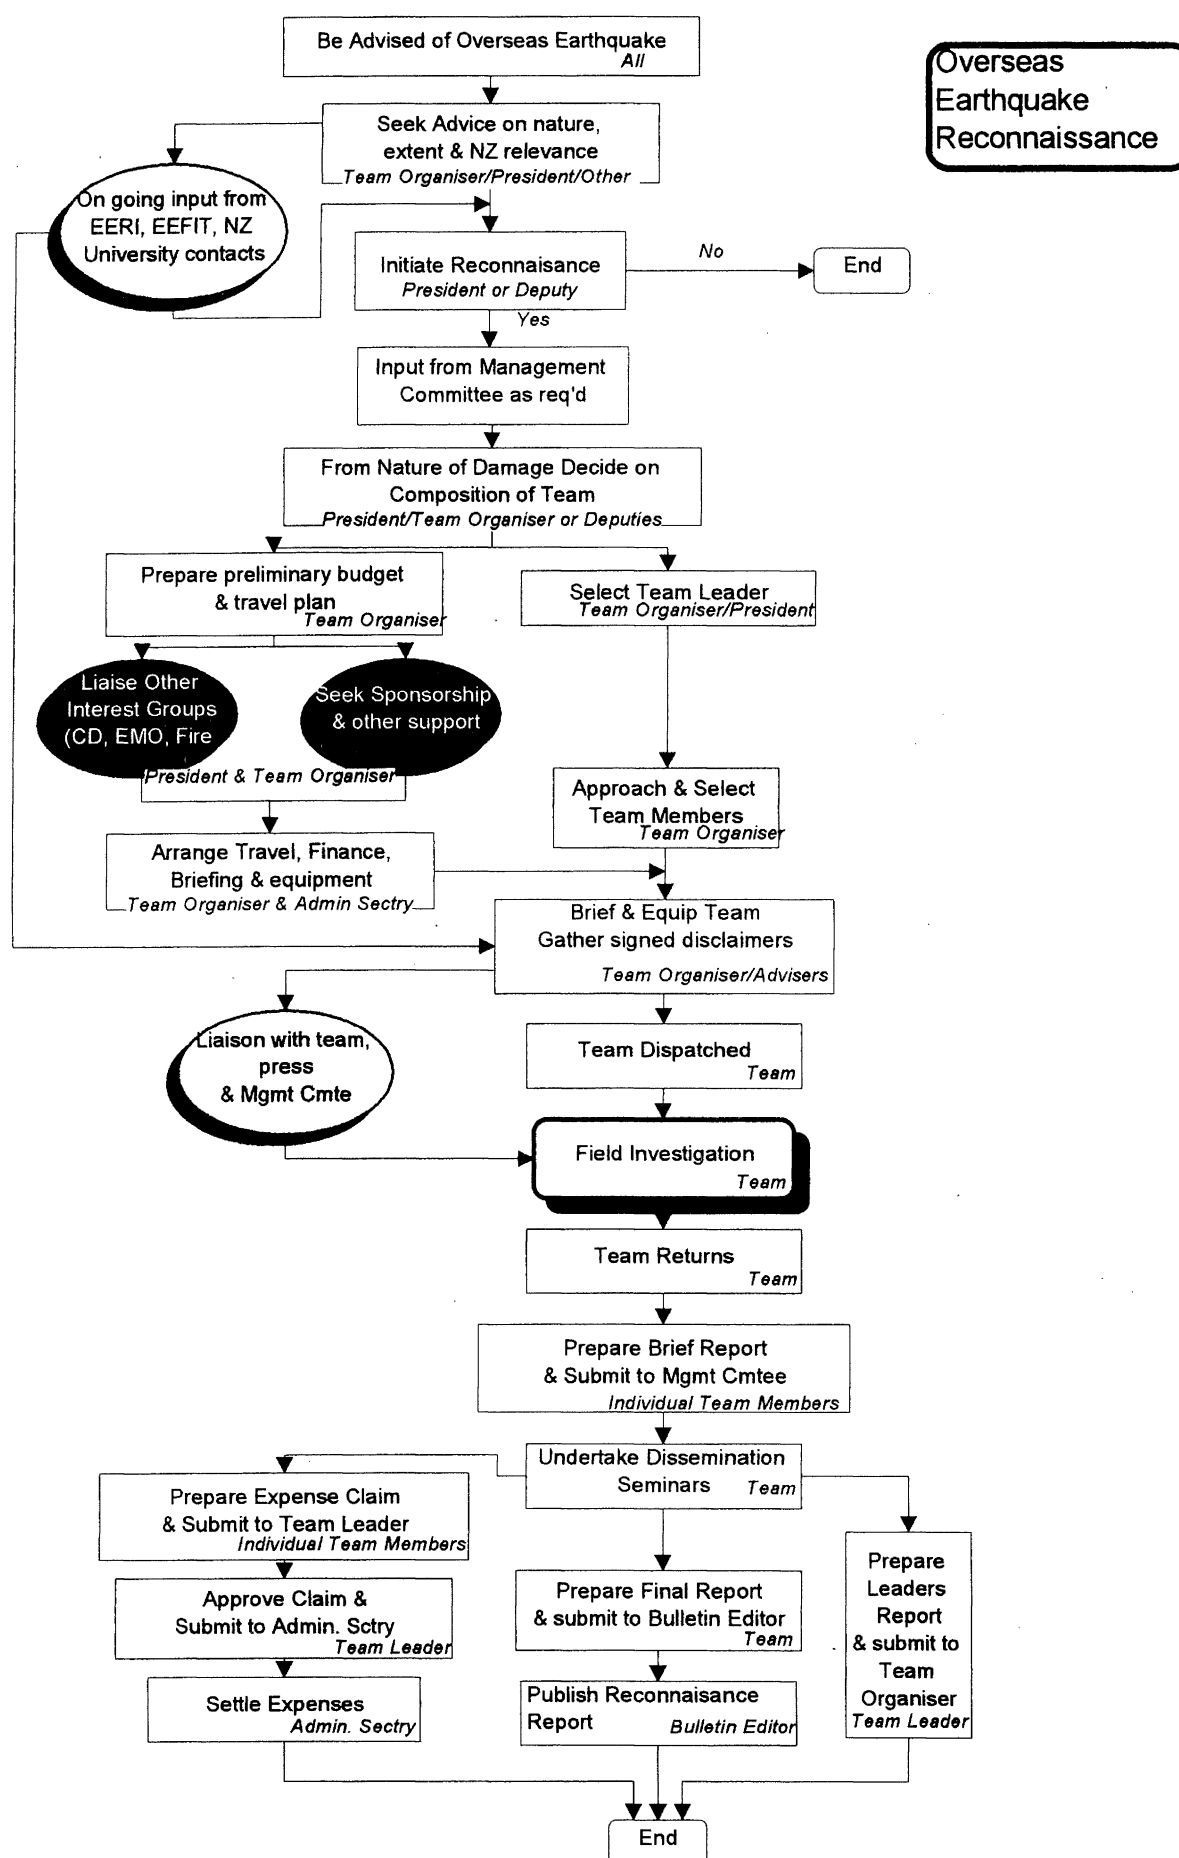 Be Advised of Overseas Earthquake
All
Overseas
Earthquake
Reconnaissance
Seek Advice on nature,
extent & NZ relevance
Team Organiser/President/Other
On going input from
EERI, EEFIT, NZ
University contacts
Initiate Reconnaisance
President or Deputy
No
End
Yes
Input from Management
Committee as req'd
From Nature of Damage Decide on
Composition of Team
President/Team Organiser or Deputies
Prepare preliminary budget
& travel plan
Team Organiser
Select Team Leader
Team Organiser/President
Liaise Other
Interest Groups
(CD, EMO, Fire
Seek Sponsorship
& other support
President & Team Organiser
Approach & Select
Team Members
Team Organiser
Arrange Travel, Finance,
Briefing & equipment
Team Organiser & Admin Sectry
Brief & Equip Team
Gather signed disclaimers
Team Organiser/Advisers
Liaison with team,
press
& Mgmt Cmte
Team Dispatched
Team
Field Investigation
Team
Team Returns
Team
Prepare Brief Report
& Submit to Mgmt Cmtee
Individual Team Members
Undertake Dissemination
Seminars
Team
Prepare Expense Claim
& Submit to Team Leader
Individual Team Members
Approve Claim &
Submit to Admin. Sctry
Team Leader
Settle Expenses
Admin. Sectry
Prepare Final Report
& submit to Bulletin Editor
Team
Publish Reconnaisance
Report
Bulletin Editor
Prepare
Leaders
Report
& submit to
Team
Organiser
Team Leader
End